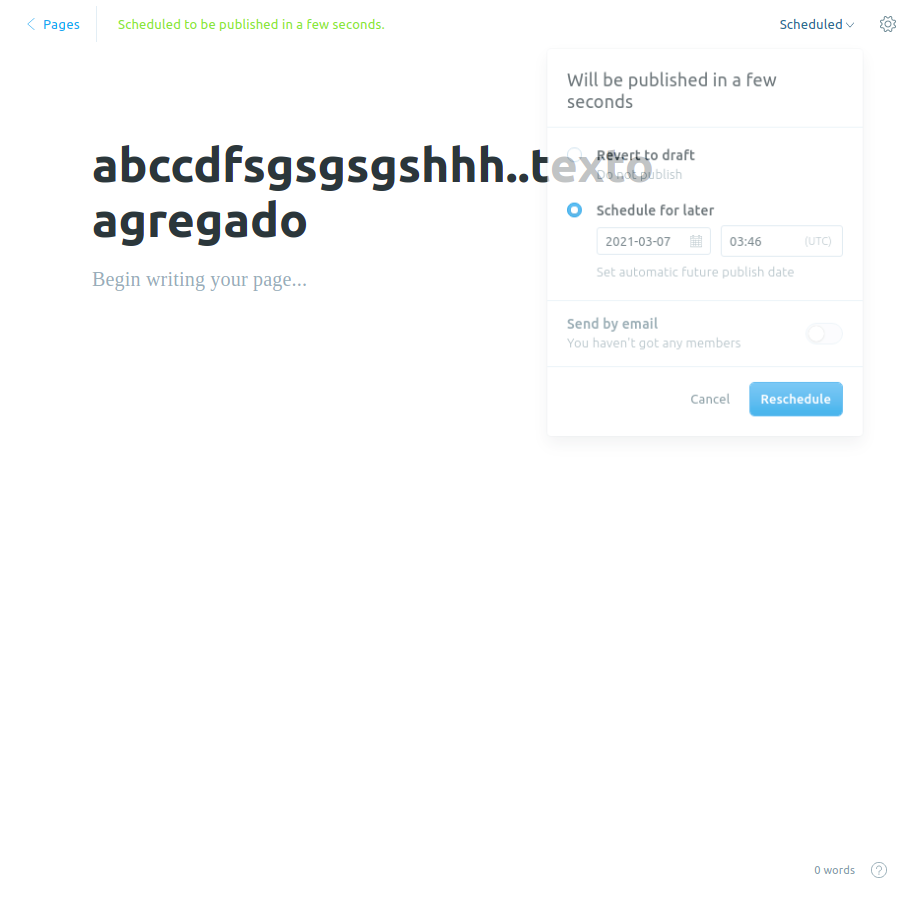 Pages
Scheduled to be published in a few seconds.
Scheduled
abccdfsgsgsgshhh..texto
agregado
Begin writing your page...
Will be published in a few
seconds
Revert to draft
Do not publish
Schedule for later
2021-03-07
03:46 (UTC)
Set automatic future publish date
Send by email
You haven't got any members
Cancel
Reschedule
0 words
?